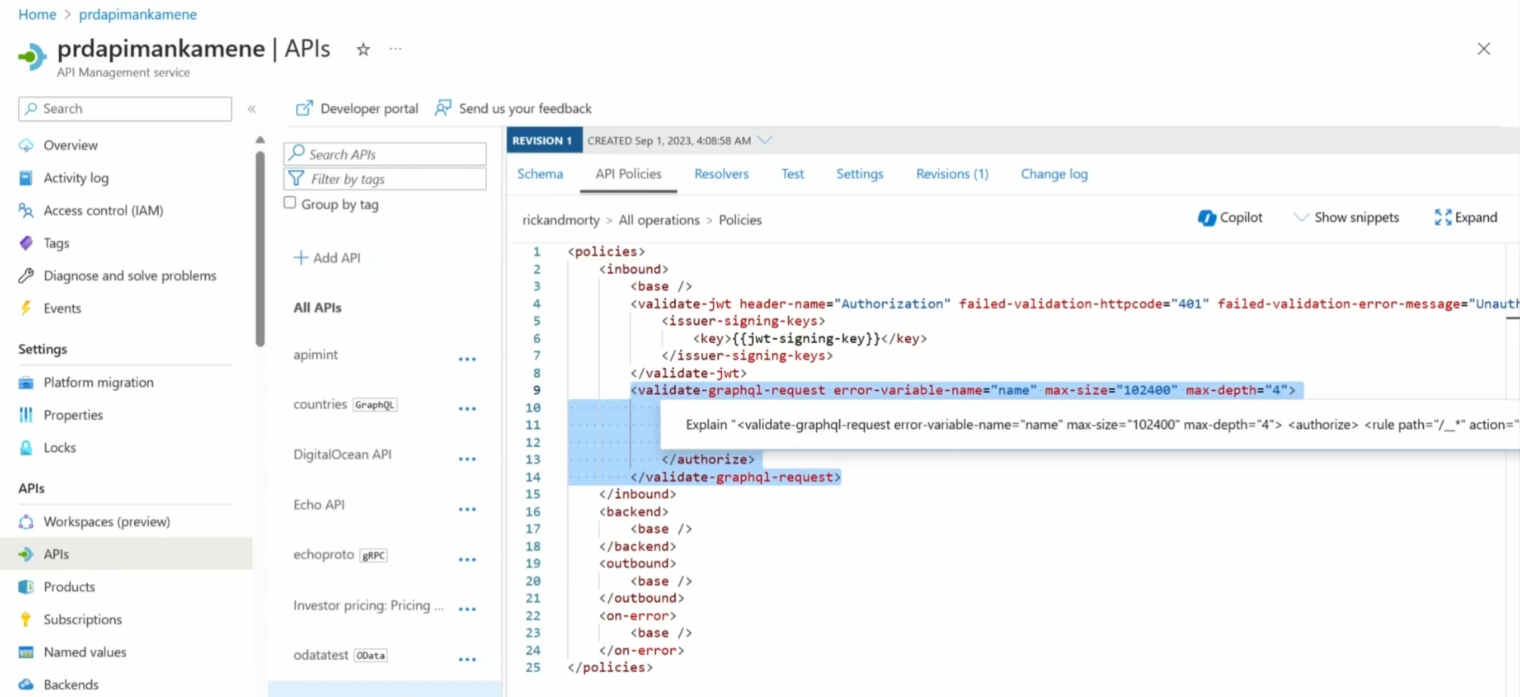 Home > prdapimankamene
prdapimankamene | APIs
API Management service
Search
Overview
Activity log
Access control (IAM)
Tags
Diagnose and solve problems
Events
Settings
Platform migration
Properties
Locks
APIs
Workspaces (preview)
APIs
Products
Subscriptions
Named values
Backends
Developer portal Send us your feedback
Search APIs
Filter by tags
Group by tag
Add API
All APIs
apimint
countries GraphQL
DigitalOcean API
Echo API
echoproto gRPC
Investor pricing: Pricing ...
odatatest OData
REVISION 1 CREATED Sep 1, 2023, 4:08:58 AM
Schema API Policies Resolvers Test Settings Revisions (1) Change log
rickandmorty > All operations > Policies
Copilot Show snippets Expand
1 <policies>
2 <inbound>
3 <base />
4 <validate-jwt header-name="Authorization" failed-validation-httpcode="401" failed-validation-error-message="Unauth
5 <issuer-signing-keys>
6 <key>{{jwt-signing-key}}</key>
7 </issuer-signing-keys>
8 </validate-jwt>
9 <validate-graphql-request error-variable-name="name" max-size="102400" max-depth="4">
10
11
12
Explain "<validate-graphql-request error-variable-name="name" max-size="102400" max-depth="4"> <authorize> <rule path="/__*" action="
13 </authorize>
14 </validate-graphql-request>
15 </inbound>
16 <backend>
17 <base />
18 </backend>
19 <outbound>
20 <base />
21 </outbound>
22 <on-error>
23 <base />
24 </on-error>
25 </policies>